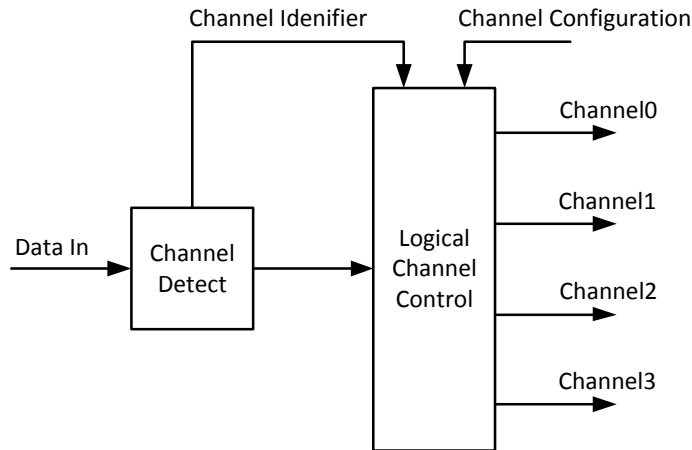 Channel Idenifier
Channel Configuration
Channel0
Channel1
Data In
Channel
Detect
Logical
Channel
Control
Channel2
Channel3